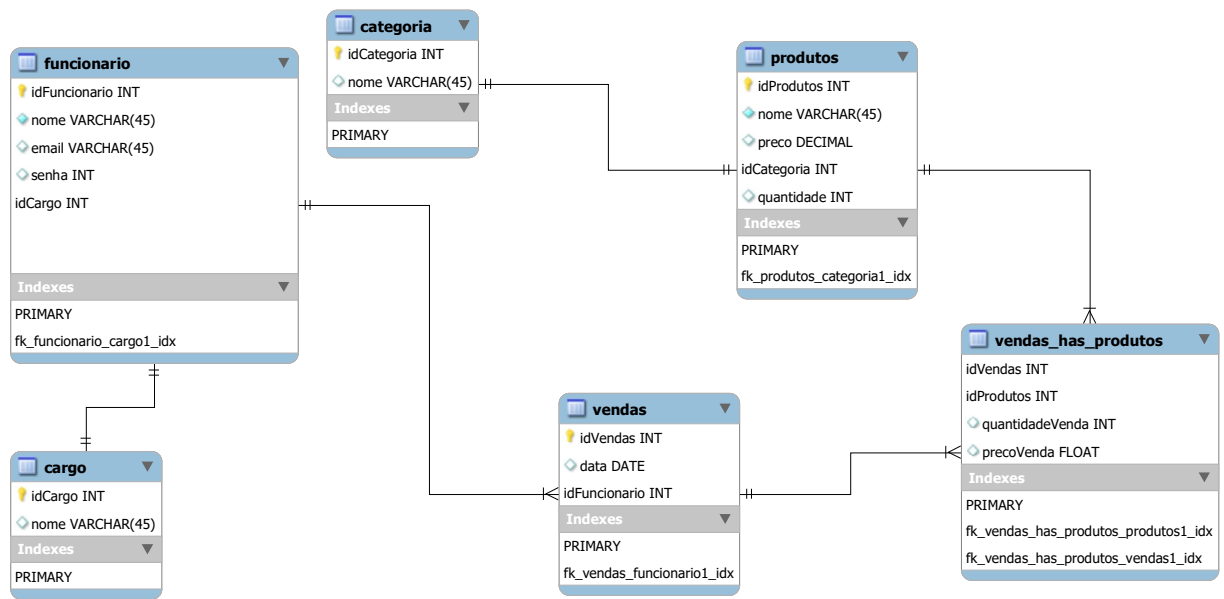 categoria
idCategoria INT
nome VARCHAR(45)
Indexes
PRIMARY
funcionario
idFuncionario INT
nome VARCHAR(45)
email VARCHAR(45)
senha INT
idCargo INT
Indexes
PRIMARY
fk_funcionario_cargo1_idx
produtos
idProdutos INT
nome VARCHAR(45)
preco DECIMAL
idCategoria INT
quantidade INT
Indexes
PRIMARY
fk_produtos_categoria1_idx
cargo
idCargo INT
nome VARCHAR(45)
Indexes
PRIMARY
vendas
idVendas INT
data DATE
idFuncionario INT
Indexes
PRIMARY
fk_vendas_funcionario1_idx
vendas_has_produtos
idVendas INT
idProdutos INT
quantidadeVenda INT
precoVenda FLOAT
Indexes
PRIMARY
fk_vendas_has_produtos_produtos1_idx
fk_vendas_has_produtos_vendas1_idx